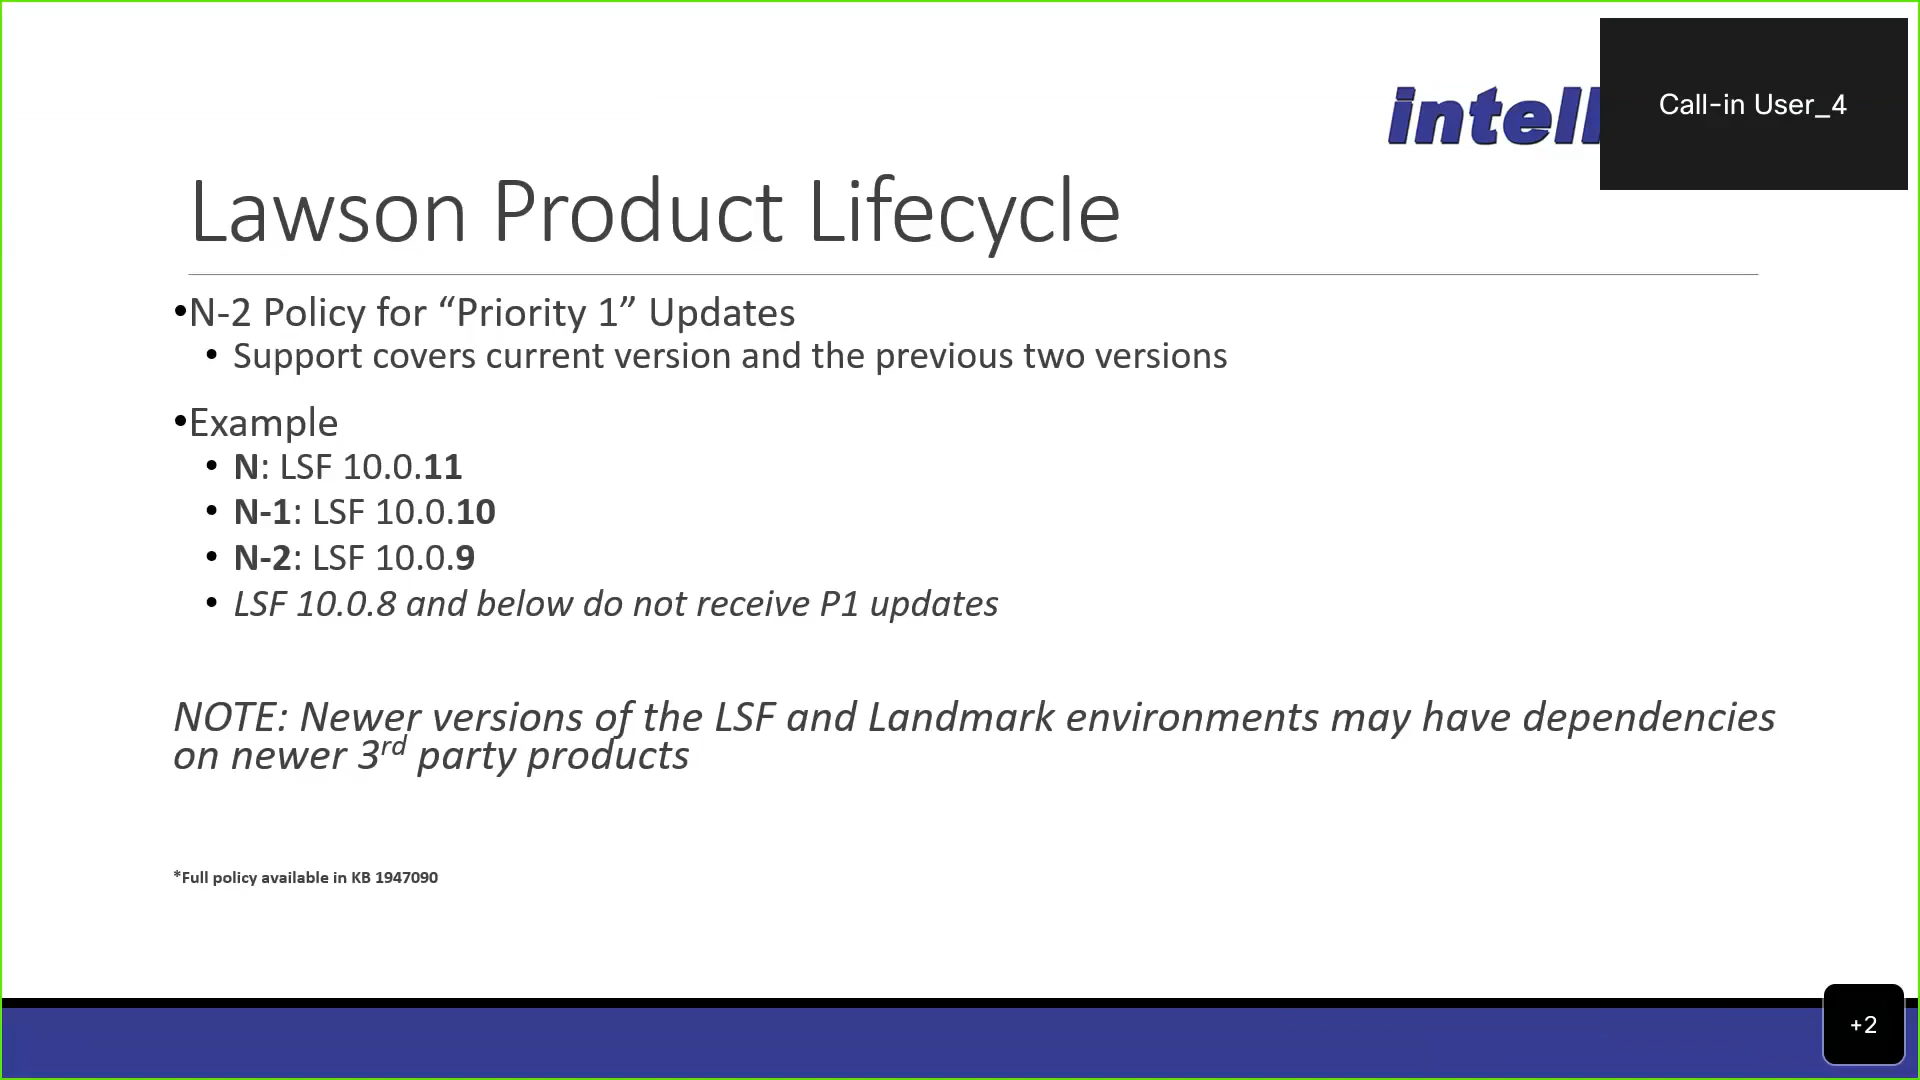 intell
Call-in User_4
Lawson Product Lifecycle
•N-2 Policy for “Priority 1” Updates
• Support covers current version and the previous two versions
•Example
• N: LSF 10.0.11
• N-1: LSF 10.0.10
• N-2: LSF 10.0.9
• LSF 10.0.8 and below do not receive P1 updates
NOTE: Newer versions of the LSF and Landmark environments may have dependencies
on newer 3rd party products
*Full policy available in KB 1947090
+2